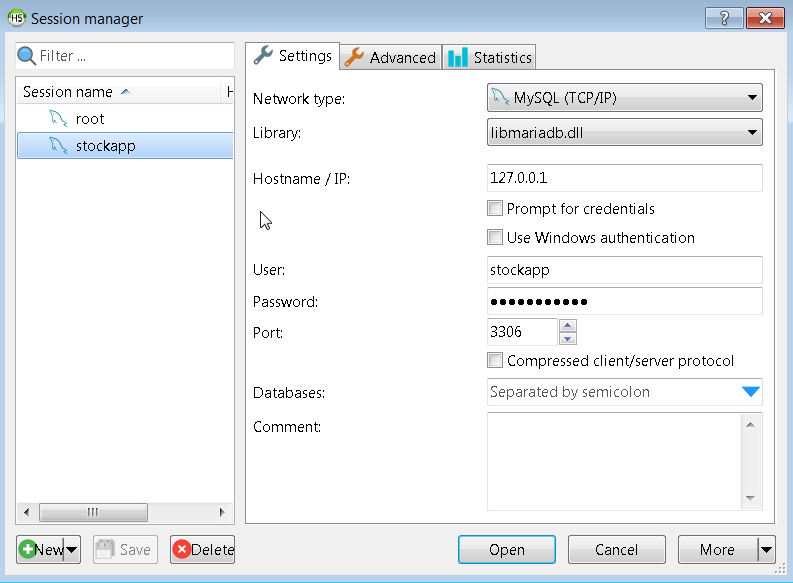 HS Session manager ?
Filter ...
Session name H
root
stockapp
Settings Advanced Statistics
Network type: MySQL (TCP/IP)
Library: libmariadb.dll
Hostname / IP: 127.0.0.1
Prompt for credentials
Use Windows authentication
User: stockapp
Password: ●●●●●●●●●●●
Port: 3306
Compressed client/server protocol
Databases: Separated by semicolon
Comment:
New Save Delete Open Cancel More